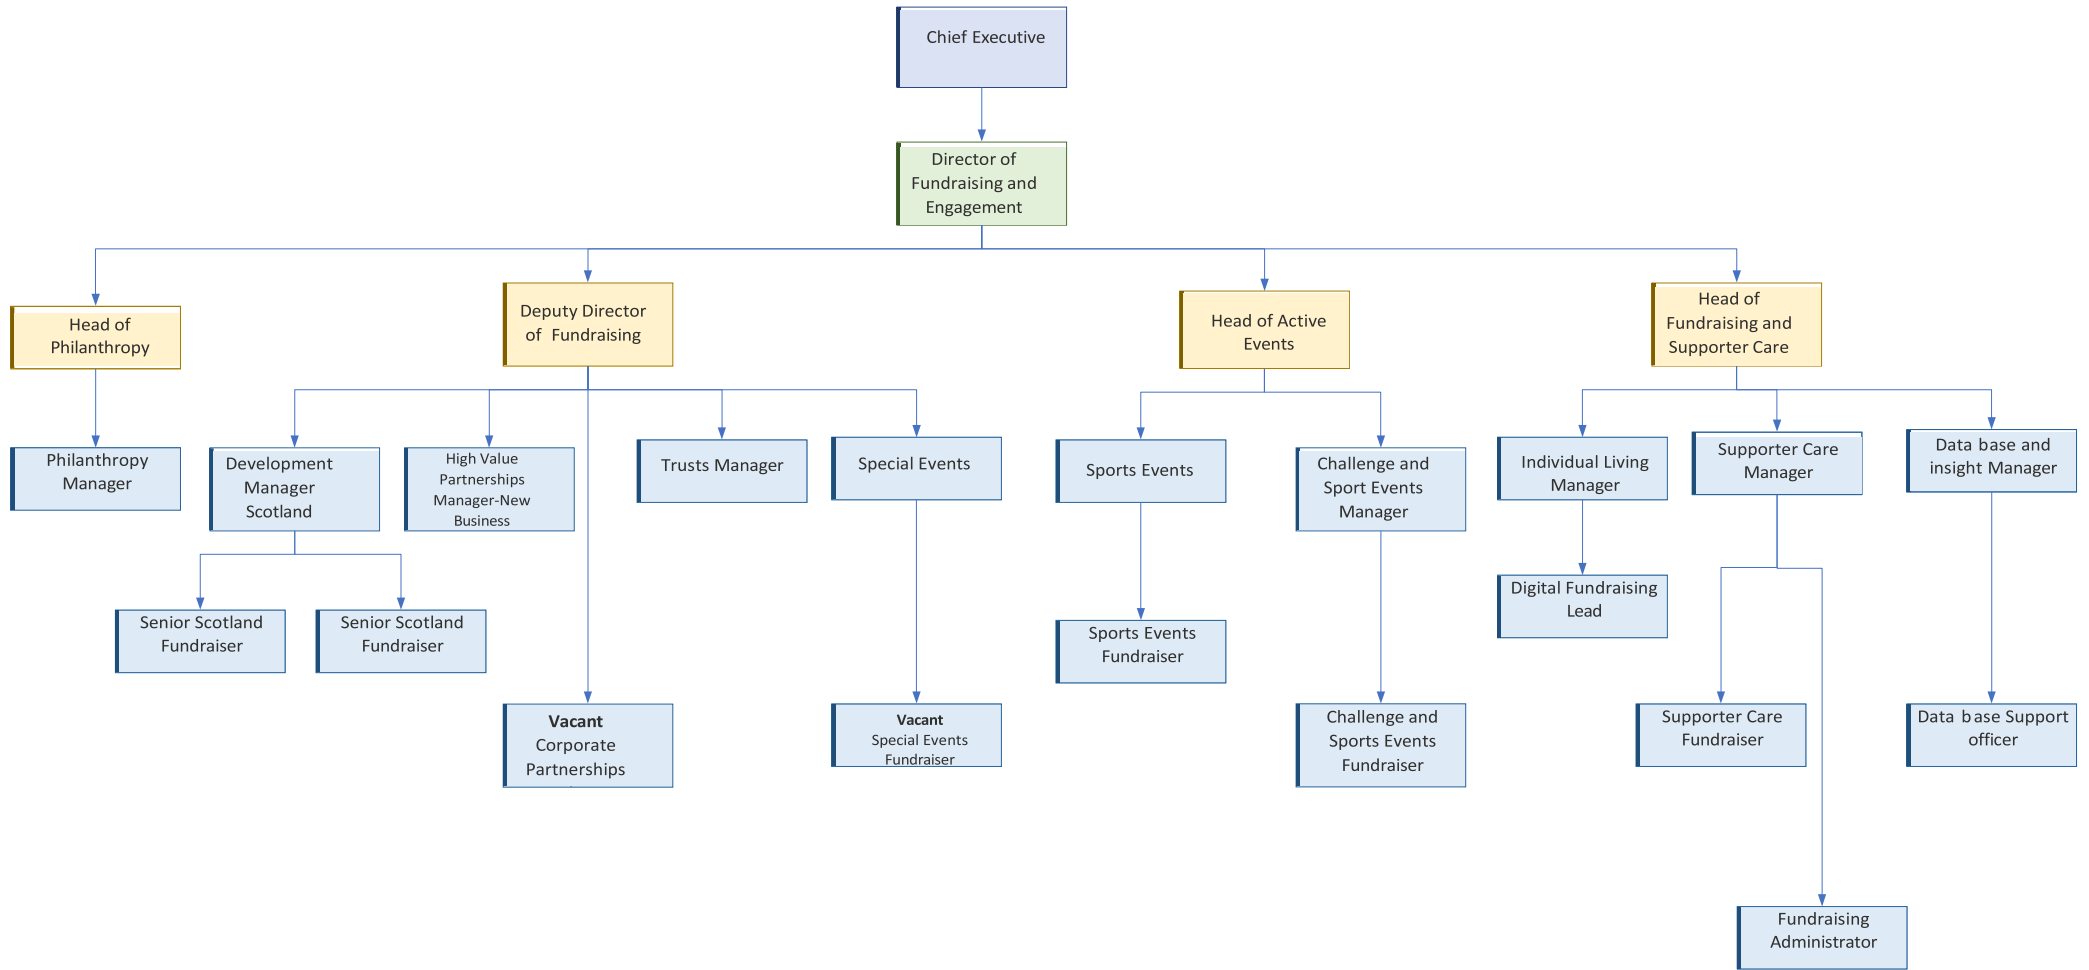 Chief Executive
Director of
Fundraising and
Engagement
Head of
Philanthropy
Deputy Director
of Fundraising
Head of Active
Events
Head of
Fundraising and
Supporter Care
Philanthropy
Manager
Development
Manager
Scotland
High Value
Partnerships
Manager-New
Business
Trusts Manager
Special Events
Sports Events
Challenge and
Sport Events
Manager
Individual Living
Manager
Supporter Care
Manager
Data base and
insight Manager
Senior Scotland
Fundraiser
Senior Scotland
Fundraiser
Sports Events
Fundraiser
Digital Fundraising
Lead
Vacant
Corporate
Partnerships
Vacant
Special Events
Fundraiser
Challenge and
Sports Events
Fundraiser
Supporter Care
Fundraiser
Data base Support
officer
Fundraising
Administrator